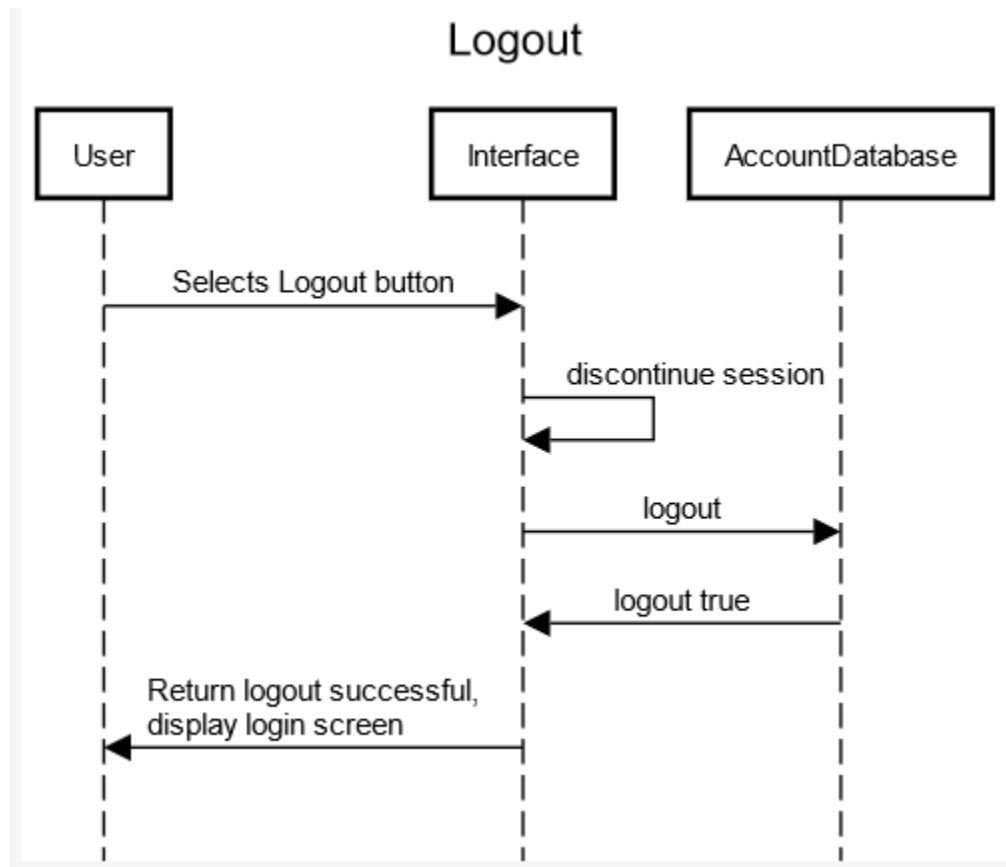 Logout
User
Interface
AccountDatabase
Selects Logout button
discontinue session
logout
logout true
Return logout successful,
display login screen